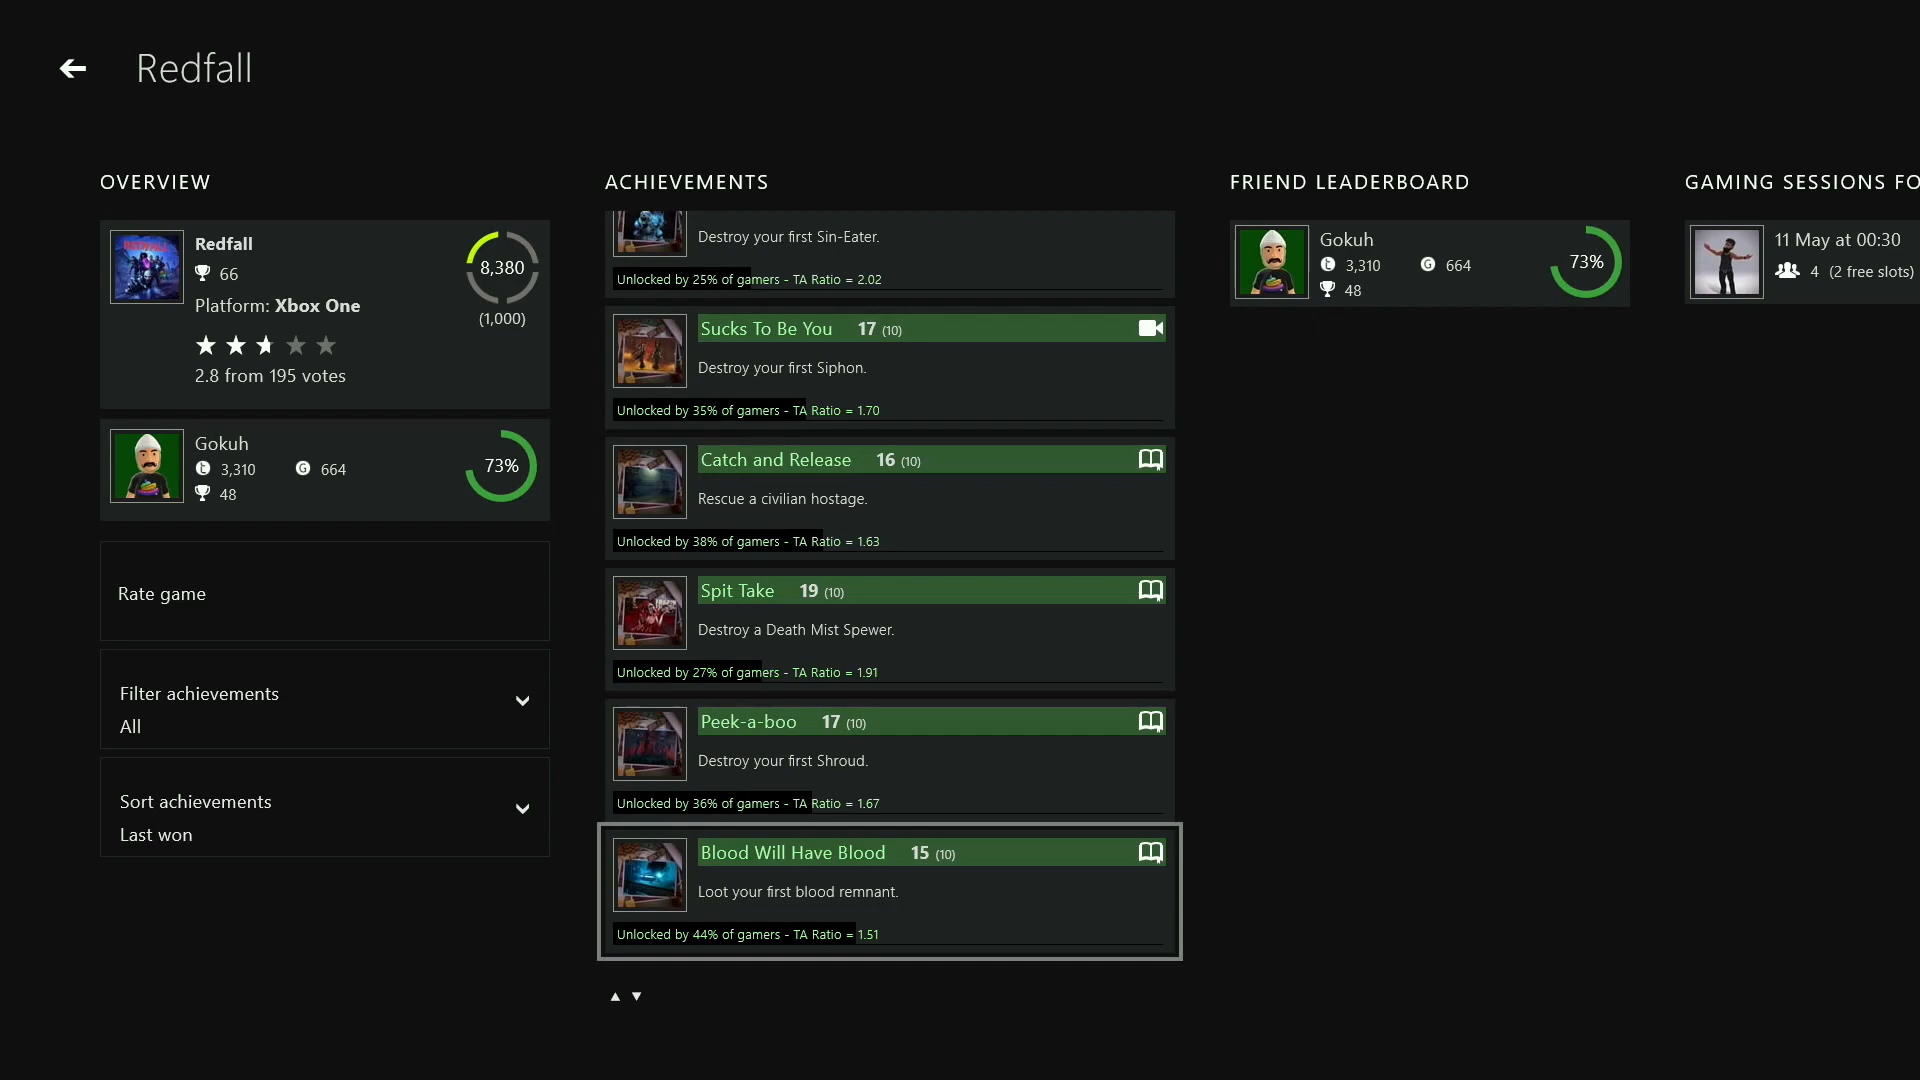 Redfall
OVERVIEW
REDFALL
Redfall
66
Platform: Xbox One
2.8 from 195 votes
8,380
(1,000)
Gokuh
3,310 G 664
48
73%
Rate game
Filter achievements
All
Sort achievements
Last won
ACHIEVEMENTS
Destroy your first Sin-Eater.
Unlocked by 25% of gamers - TA Ratio = 2.02
Sucks To Be You 17 (10)
Destroy your first Siphon.
Unlocked by 35% of gamers - TA Ratio = 1.70
Catch and Release 16 (10)
Rescue a civilian hostage.
Unlocked by 38% of gamers - TA Ratio = 1.63
Spit Take 19 (10)
Destroy a Death Mist Spewer.
Unlocked by 27% of gamers - TA Ratio = 1.91
Peek-a-boo 17 (10)
Destroy your first Shroud.
Unlocked by 36% of gamers - TA Ratio = 1.67
Blood Will Have Blood 15 (10)
Loot your first blood remnant.
Unlocked by 44% of gamers - TA Ratio = 1.51
FRIEND LEADERBOARD
Gokuh
3,310 G 664
48
73%
GAMING SESSIONS FO
11 May at 00:30
4 (2 free slots)